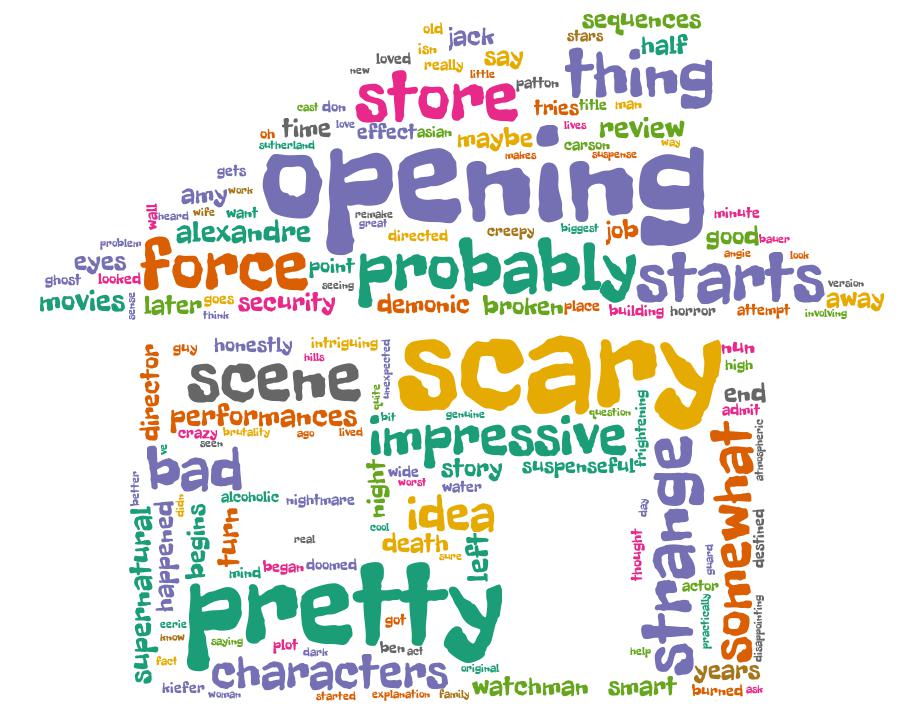 sequences
old jack stars
isn half
loved really say thing
new little
store patton
cast don tries title man
oh time love effect asian maybe lives review
sutherland carson way
makes suspense
opening
gets
amy work
wall heard wife want remake minute
great
alexandre directed creepy biggest job good bauer
problem
eyes force point probably angie look
ghost looked seeing starts version
movies sense later goes security demonic broken place building horror attempt away
think involving
director guy honestly intriguing unexpected scary nun
hills high
scene quite end
performances bit genuine question admit
crazy brutality ago lived impressive frightening atmospheric
seen
ve bad night wide story suspenseful
worst
better alcoholic nightmare water strange somewhat
didn day
supernatural happened begins turn cool idea
real death thought guard destined
sure
mind began doomed left
actor
pretty practically
eerie got
know saying plot dark ben act help disappointing
fact characters original years
kiefer woman started explanation family watchman smart burned ask